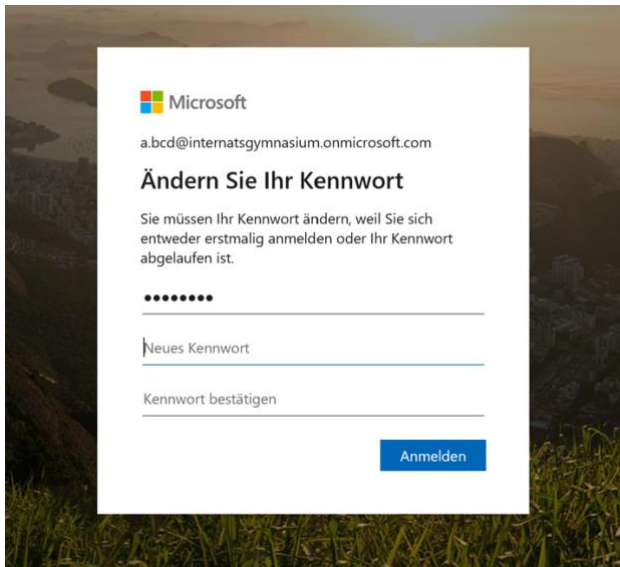 Microsoft
a.bcd@internatsgymnasium.onmicrosoft.com
Ändern Sie Ihr Kennwort
Sie müssen Ihr Kennwort ändern, weil Sie sich
entweder erstmalig anmelden oder Ihr Kennwort
abgelaufen ist.
••••••••
Neues Kennwort
Kennwort bestätigen
Anmelden